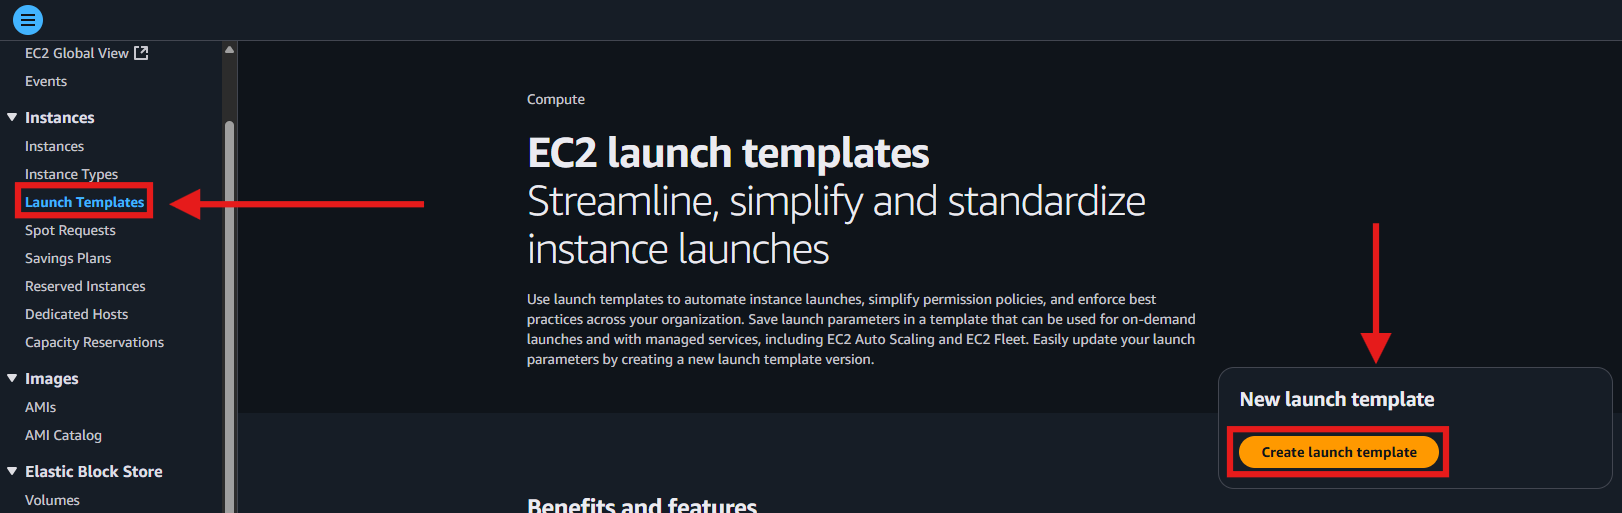 EC2 Global View
Events
Instances
Instances
Instance Types
Launch Templates
Spot Requests
Savings Plans
Reserved Instances
Dedicated Hosts
Capacity Reservations
Images
AMIs
AMI Catalog
Elastic Block Store
Volumes
Compute
EC2 launch templates
Streamline, simplify and standardize
instance launches
Use launch templates to automate instance launches, simplify permission policies, and enforce best
practices across your organization. Save launch parameters in a template that can be used for on-demand
launches and with managed services, including EC2 Auto Scaling and EC2 Fleet. Easily update your launch
parameters by creating a new launch template version.
New launch template
Create launch template
Benefits and features